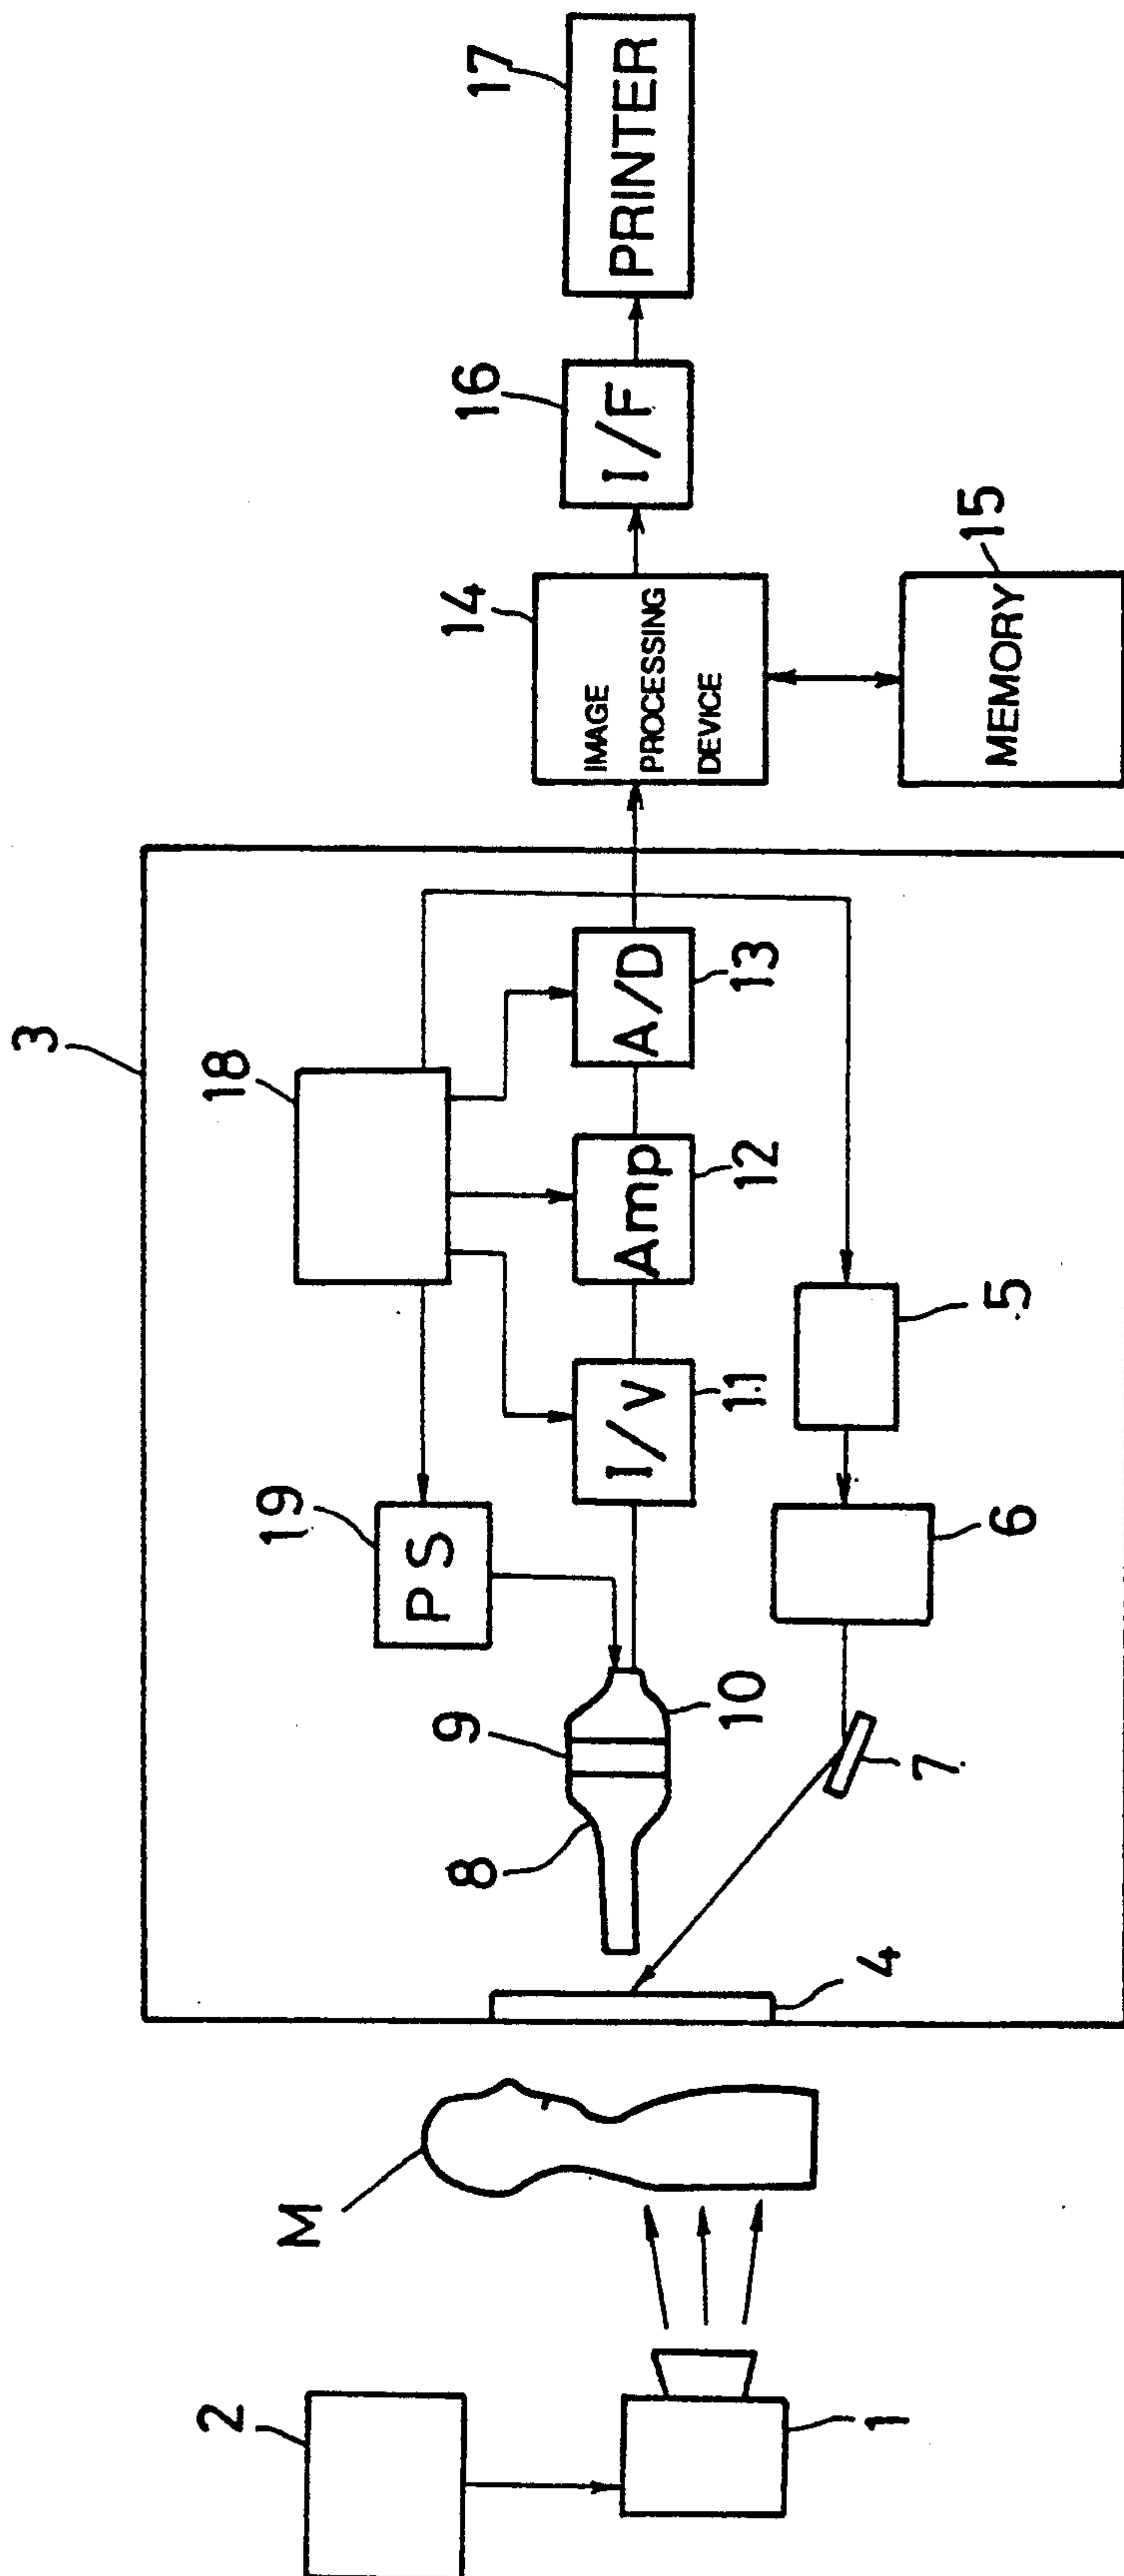 3
18
19
PS
9
8
10
I/V
11
Amp
12
A/D
13
5
6
7
4
M
2
1
14
IMAGE
PROCESSING
DEVICE
15
MEMORY
16
I/F
17
PRINTER